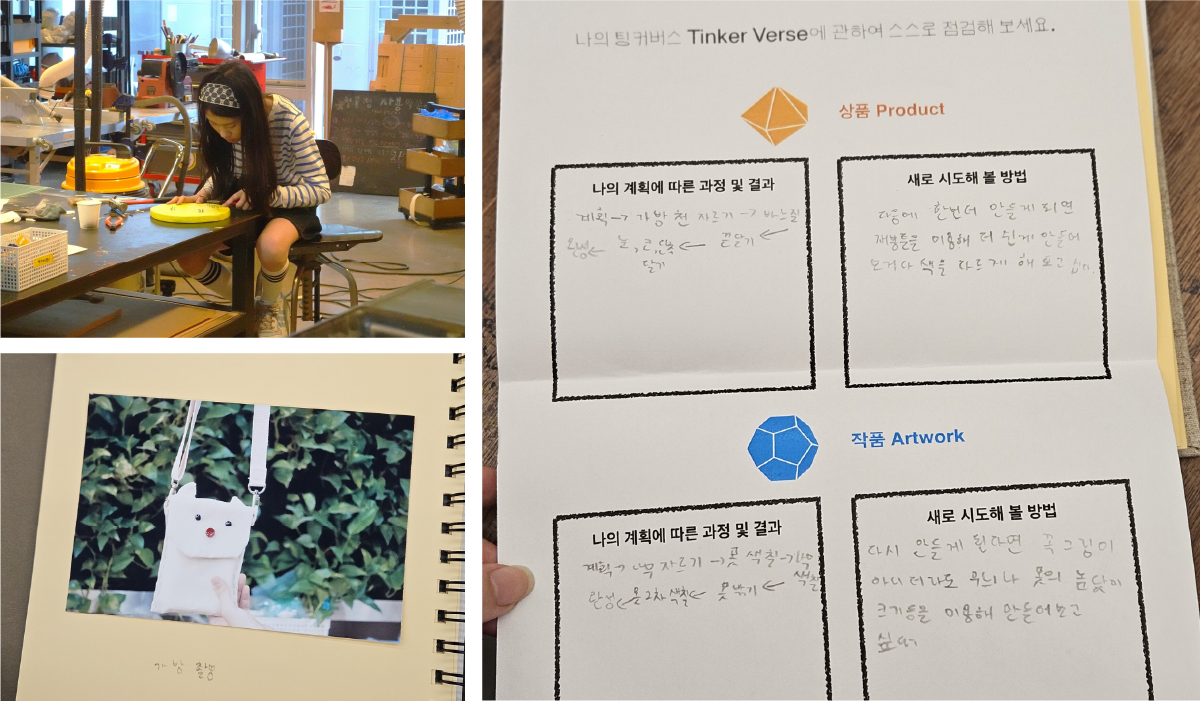 나의 팅커버스 Tinker Verse에 관하여 스스로 점검해 보세요.
상품 Product
나의 계획에 따른 과정 및 결과
계획→ 가방 천 자르기 → 바느질
완성← 눈, 코, 단추 ← 끈달기 ←
달기
새로 시도해 볼 방법
다음에 한번더 만들게 되면
재봉틀을 이용해 더 쉽게 만들어
보거나 색을 다르게 해 보고 싶다.
작품 Artwork
나의 계획에 따른 과정 및 결과
계획→ 나무 자르기 →못 색칠→나무
색칠
완성←못 2차 색칠← 못 박기 ←
새로 시도해 볼 방법
다시 만들게 된다면 꼭 그림이
아니더라도 무늬나 못의 높낮이
크기등을 이용해 만들어보고
싶다
가방